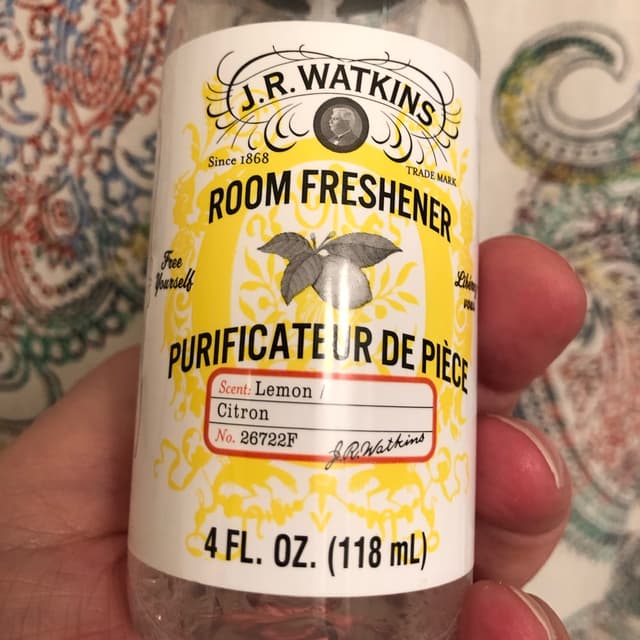 J.R. WATKINS
Since 1868
TRADE MARK
ROOM FRESHENER
Free
Yourself
PURIFICATEUR DE PIÈCE
Scent: Lemon /
Citron
No. 26722F
J.R. Watkins
4 FL. OZ. (118 mL)